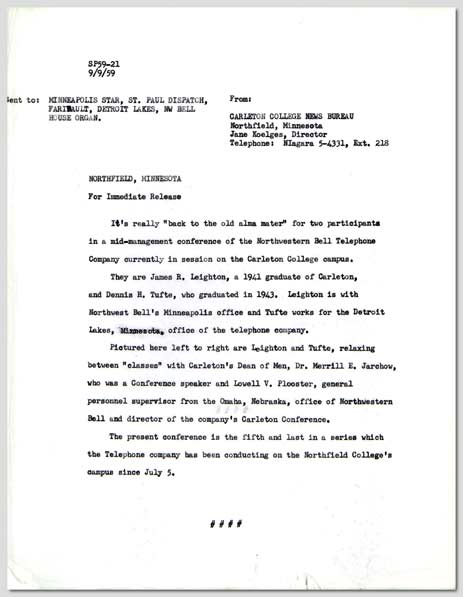 SP59-21
9/9/59
Sent to: MINNEAPOLIS STAR, ST. PAUL DISPATCH,
FARIBAULT, DETROIT LAKES, NW BELL
HOUSE ORGAN.
From:
CARLETON COLLEGE NEWS BUREAU
Northfield, Minnesota
Jane Koelges, Director
Telephone: NIagara 5-4331, Ext. 218
NORTHFIELD, MINNESOTA
For Immediate Release
It's really "back to the old alma mater" for two participants
in a mid-management conference of the Northwestern Bell Telephone
Company currently in session on the Carleton College campus.
They are James R. Leighton, a 1941 graduate of Carleton,
and Dennis H. Tufte, who graduated in 1943. Leighton is with
Northwest Bell's Minneapolis office and Tufte works for the Detroit
Lakes, Minnesota, office of the telephone company.
Pictured here left to right are Leighton and Tufte, relaxing
between "classes" with Carleton's Dean of Men, Dr. Merrill E. Jarchow,
who was a Conference speaker and Lowell V. Plooster, general
personnel supervisor from the Omaha, Nebraska, office of Northwestern
Bell and director of the company's Carleton Conference.
The present conference is the fifth and last in a series which
the Telephone company has been conducting on the Northfield College's
campus since July 5.
# # # #